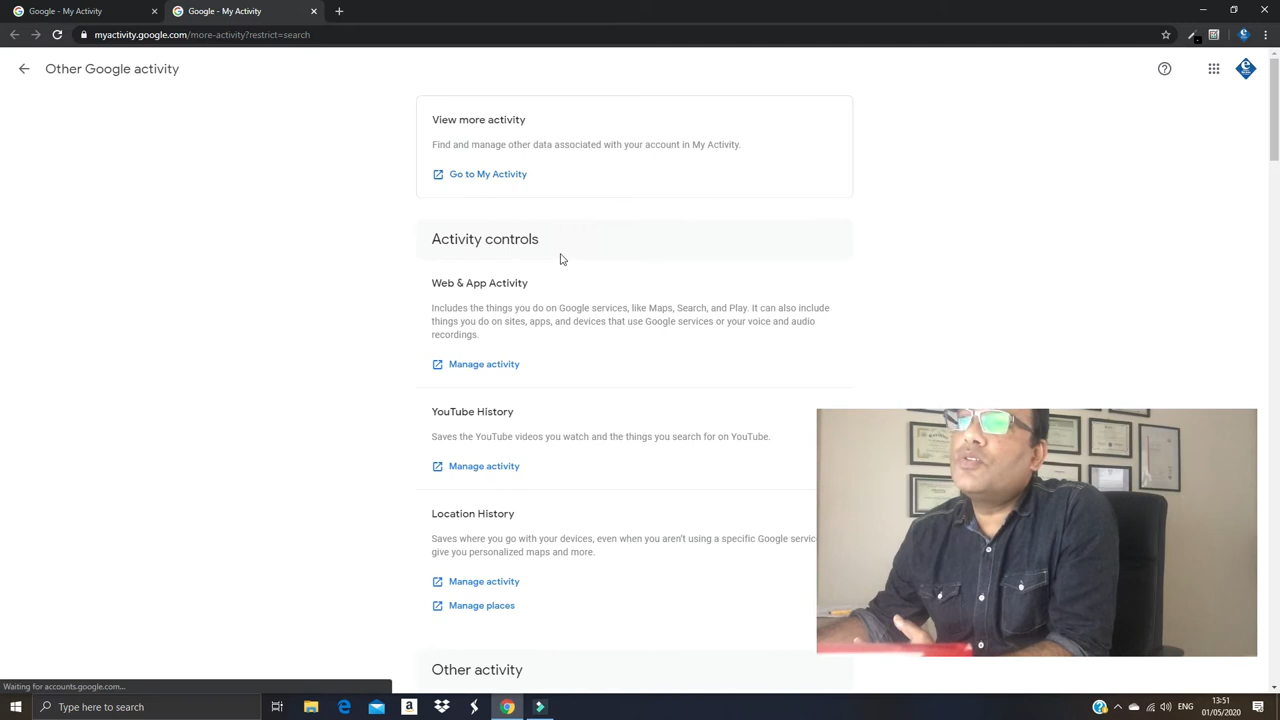 Google - My Activity
Google - My Activity
myactivity.google.com/more-activity?restrict=search
Other Google activity
View more activity
Find and manage other data associated with your account in My Activity.
Go to My Activity
Activity controls
Web & App Activity
Includes the things you do on Google services, like Maps, Search, and Play. It can also include
things you do on sites, apps, and devices that use Google services or your voice and audio
recordings.
Manage activity
YouTube History
Saves the YouTube videos you watch and the things you search for on YouTube.
Manage activity
Location History
Saves where you go with your devices, even when you aren't using a specific Google servic
give you personalized maps and more.
Manage activity
Manage places
Other activity
Waiting for accounts.google.com...
Type here to search
13:51
01/05/2020